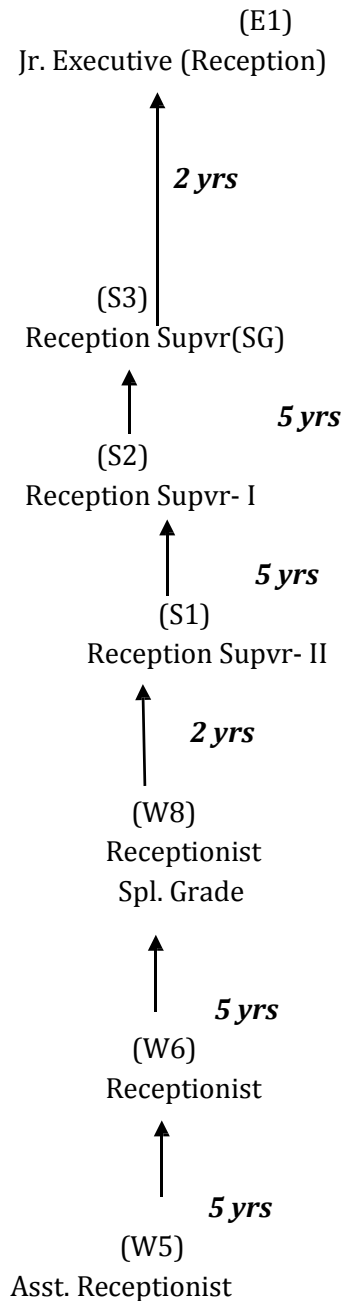 (E1)
Jr. Executive (Reception)
2 yrs
(S3)
Reception Supvr(SG)
5 yrs
(S2)
Reception Supvr- I
5 yrs
(S1)
Reception Supvr- II
2 yrs
(W8)
Receptionist
Spl. Grade
5 yrs
(W6)
Receptionist
5 yrs
(W5)
Asst. Receptionist